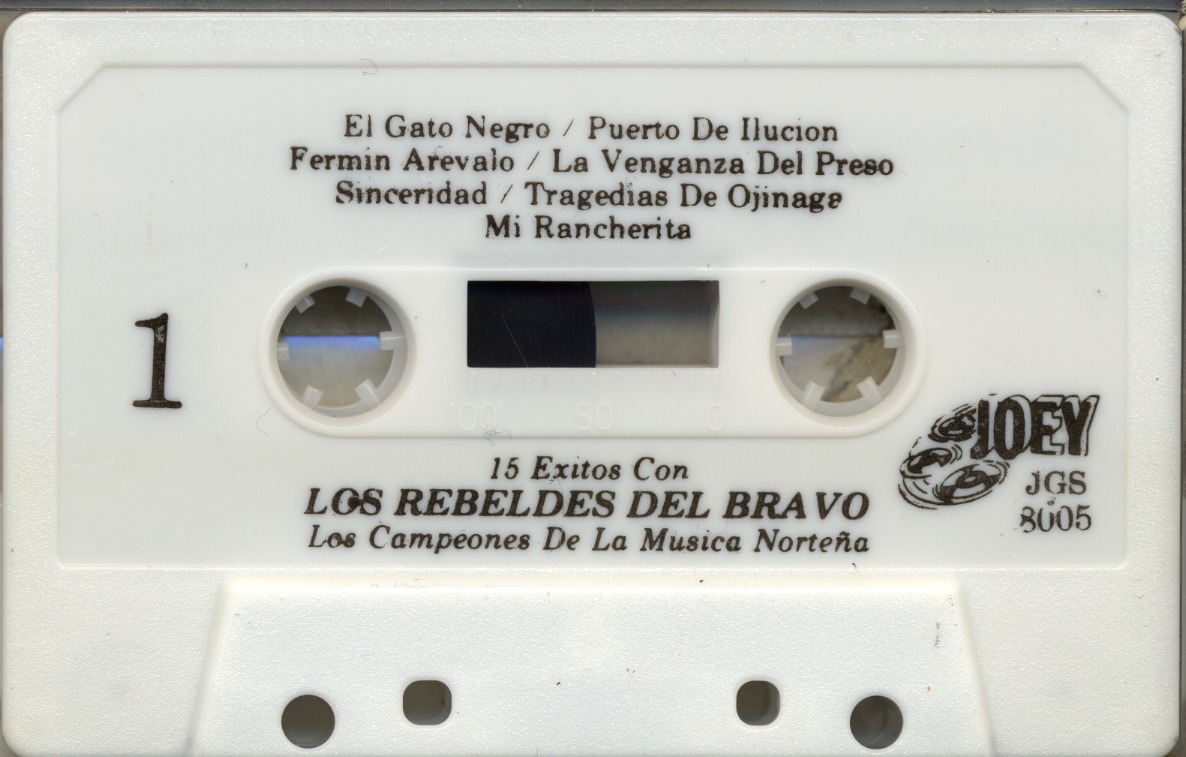 El Gato Negro / Puerto De Ilucion
Fermin Arevalo / La Venganza Del Preso
Sinceridad / Tragedias De Ojinaga
Mi Rancherita
1
100 50 0
15 Exitos Con
LOS REBELDES DEL BRAVO
Los Campeones De La Musica Norteña
JOEY
JGS
8005